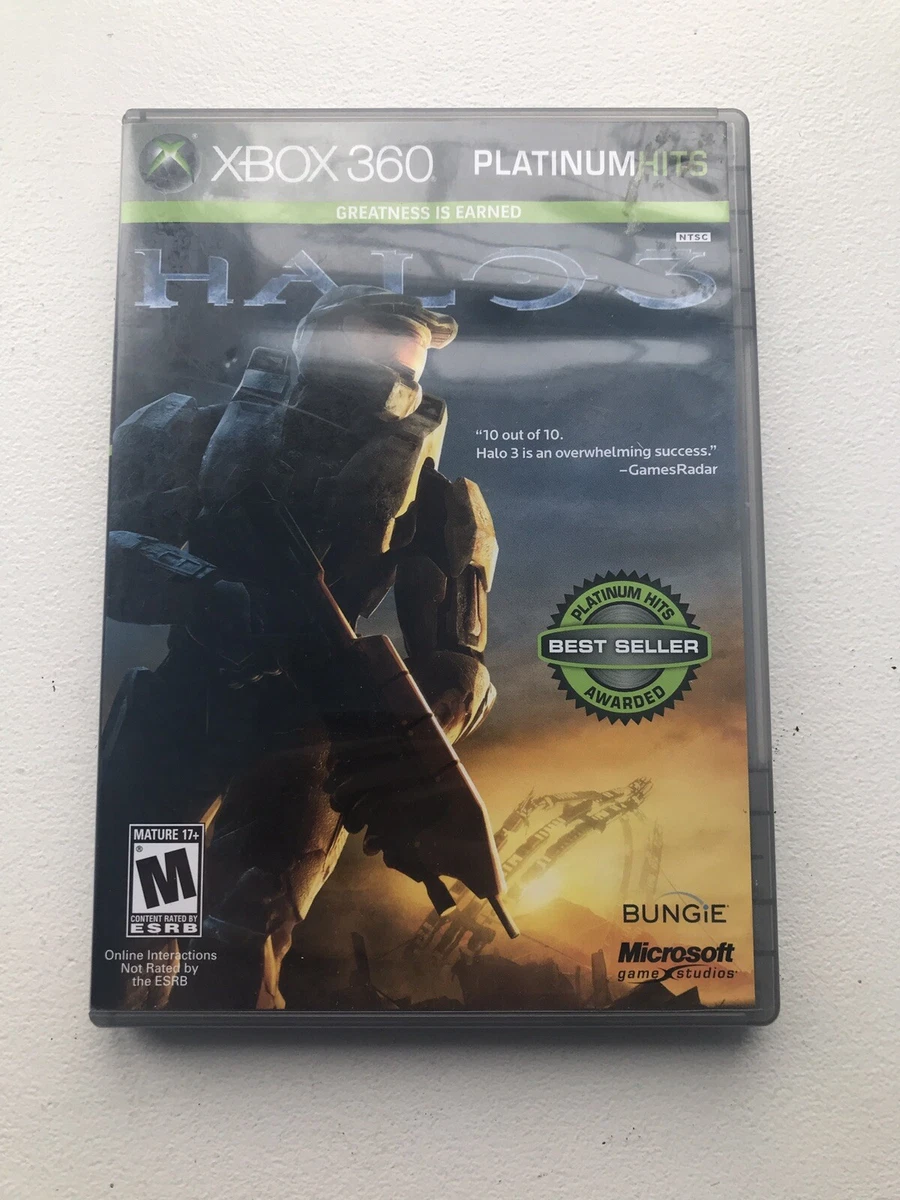 XBOX 360 PLATINUM HITS
GREATNESS IS EARNED
NTSC
HALO 3
“10 out of 10.
Halo 3 is an overwhelming success.”
–GamesRadar
PLATINUM HITS
BEST SELLER
AWARDED
MATURE 17+
M
®
CONTENT RATED BY
ESRB
Online Interactions
Not Rated by
the ESRB
BUNGiE
Microsoft
game studios